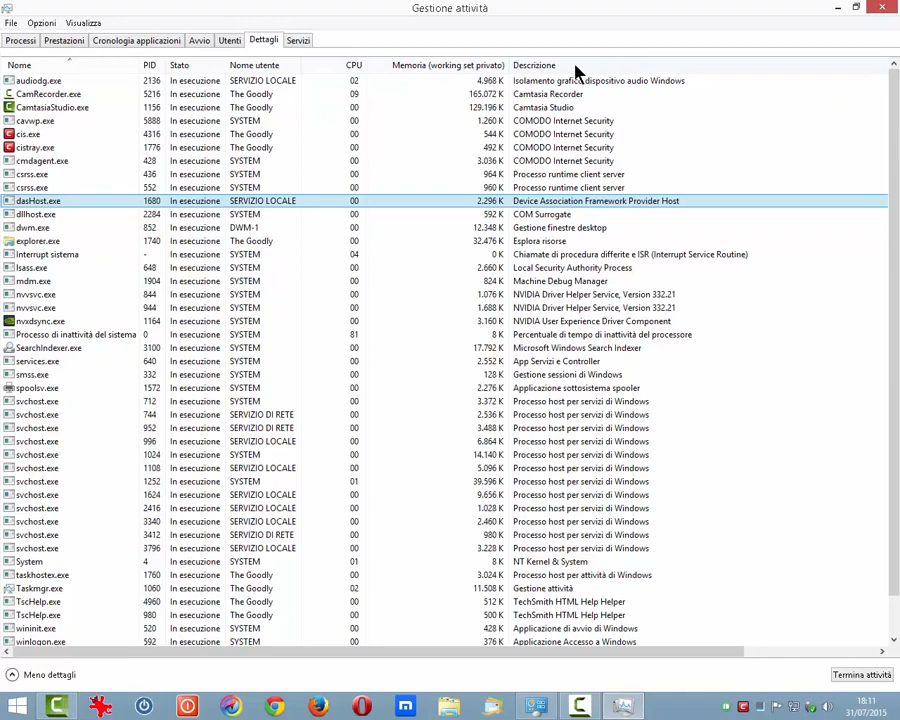 Gestione attività
File Opzioni Visualizza
Processi Prestazioni Cronologia applicazioni Avvio Utenti Dettagli Servizi
Nome PID Stato Nome utente CPU Memoria (working set privato) Descrizione
audiodg.exe 2136 In esecuzione SERVIZIO LOCALE 02 4.968 K Isolamento grafico dispositivo audio Windows
CamRecorder.exe 5216 In esecuzione The Goodly 09 165.072 K Camtasia Recorder
CamtasiaStudio.exe 1156 In esecuzione The Goodly 00 129.196 K Camtasia Studio
cavwp.exe 5888 In esecuzione SYSTEM 00 1.260 K COMODO Internet Security
cis.exe 4316 In esecuzione The Goodly 00 544 K COMODO Internet Security
cistray.exe 1776 In esecuzione The Goodly 00 492 K COMODO Internet Security
cmdagent.exe 428 In esecuzione SYSTEM 00 3.036 K COMODO Internet Security
csrss.exe 436 In esecuzione SYSTEM 00 964 K Processo runtime client server
csrss.exe 552 In esecuzione SYSTEM 00 960 K Processo runtime client server
dasHost.exe 1680 In esecuzione SERVIZIO LOCALE 00 2.296 K Device Association Framework Provider Host
dllhost.exe 2284 In esecuzione SYSTEM 00 592 K COM Surrogate
dwm.exe 852 In esecuzione DWM-1 00 12.348 K Gestione finestre desktop
explorer.exe 1740 In esecuzione The Goodly 00 32.476 K Esplora risorse
Interrupt sistema - In esecuzione SYSTEM 04 0 K Chiamate di procedura differite e ISR (Interrupt Service Routine)
lsass.exe 648 In esecuzione SYSTEM 00 2.660 K Local Security Authority Process
mdm.exe 1904 In esecuzione SYSTEM 00 824 K Machine Debug Manager
nvvsvc.exe 844 In esecuzione SYSTEM 00 1.076 K NVIDIA Driver Helper Service, Version 332.21
nvvsvc.exe 944 In esecuzione SYSTEM 00 1.688 K NVIDIA Driver Helper Service, Version 332.21
nvxdsync.exe 1164 In esecuzione SYSTEM 00 3.160 K NVIDIA User Experience Driver Component
Processo di inattività del sistema 0 In esecuzione SYSTEM 81 8 K Percentuale di tempo di inattività del processore
SearchIndexer.exe 3100 In esecuzione SYSTEM 00 17.792 K Microsoft Windows Search Indexer
services.exe 640 In esecuzione SYSTEM 00 2.552 K App Servizi e Controller
smss.exe 332 In esecuzione SYSTEM 00 128 K Gestione sessioni di Windows
spoolsv.exe 1572 In esecuzione SYSTEM 00 2.276 K Applicazione sottosistema spooler
svchost.exe 712 In esecuzione SYSTEM 00 3.372 K Processo host per servizi di Windows
svchost.exe 744 In esecuzione SERVIZIO DI RETE 00 2.536 K Processo host per servizi di Windows
svchost.exe 952 In esecuzione SERVIZIO DI RETE 00 3.488 K Processo host per servizi di Windows
svchost.exe 996 In esecuzione SERVIZIO LOCALE 00 6.864 K Processo host per servizi di Windows
svchost.exe 1024 In esecuzione SYSTEM 00 14.140 K Processo host per servizi di Windows
svchost.exe 1108 In esecuzione SERVIZIO LOCALE 00 5.096 K Processo host per servizi di Windows
svchost.exe 1252 In esecuzione SYSTEM 01 39.596 K Processo host per servizi di Windows
svchost.exe 1624 In esecuzione SERVIZIO LOCALE 00 9.656 K Processo host per servizi di Windows
svchost.exe 2416 In esecuzione SERVIZIO LOCALE 00 1.028 K Processo host per servizi di Windows
svchost.exe 3340 In esecuzione SERVIZIO LOCALE 00 2.460 K Processo host per servizi di Windows
svchost.exe 3412 In esecuzione SERVIZIO DI RETE 00 980 K Processo host per servizi di Windows
svchost.exe 3796 In esecuzione SERVIZIO LOCALE 00 3.228 K Processo host per servizi di Windows
System 4 In esecuzione SYSTEM 01 8 K NT Kernel & System
taskhostex.exe 1760 In esecuzione The Goodly 00 3.024 K Processo host per attività di Windows
Taskmgr.exe 1060 In esecuzione The Goodly 02 11.508 K Gestione attività
TscHelp.exe 4960 In esecuzione The Goodly 00 512 K TechSmith HTML Help Helper
TscHelp.exe 980 In esecuzione The Goodly 00 500 K TechSmith HTML Help Helper
wininit.exe 520 In esecuzione SYSTEM 00 428 K Applicazione di avvio di Windows
winlogon.exe 592 In esecuzione SYSTEM 00 376 K Applicazione Accesso a Windows
Meno dettagli Termina attività
18:11
31/07/2015